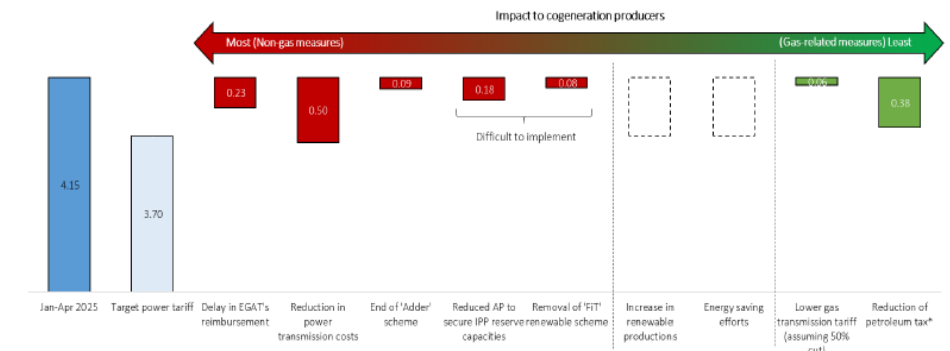 Impact to cogeneration producers
Most (Non-gas measures)
(Gas-related measures) Least
0.23
0.50
0.09
0.18
0.08
0.06
0.38
Difficult to implement
4.15
3.70
Jan-Apr 2025
Target power tariff
Delay in EGAT's
reimbursement
Reduction in
power
transmission costs
End of 'Adder'
scheme
Reduced AP to
secure IPP reserve
capacities
Removal of 'FiT'
renewable scheme
Increase in
renewable
productions
Energy saving
efforts
Lower gas
transmission tariff
(assuming 50%
cut)
Reduction of
petroleum tax*